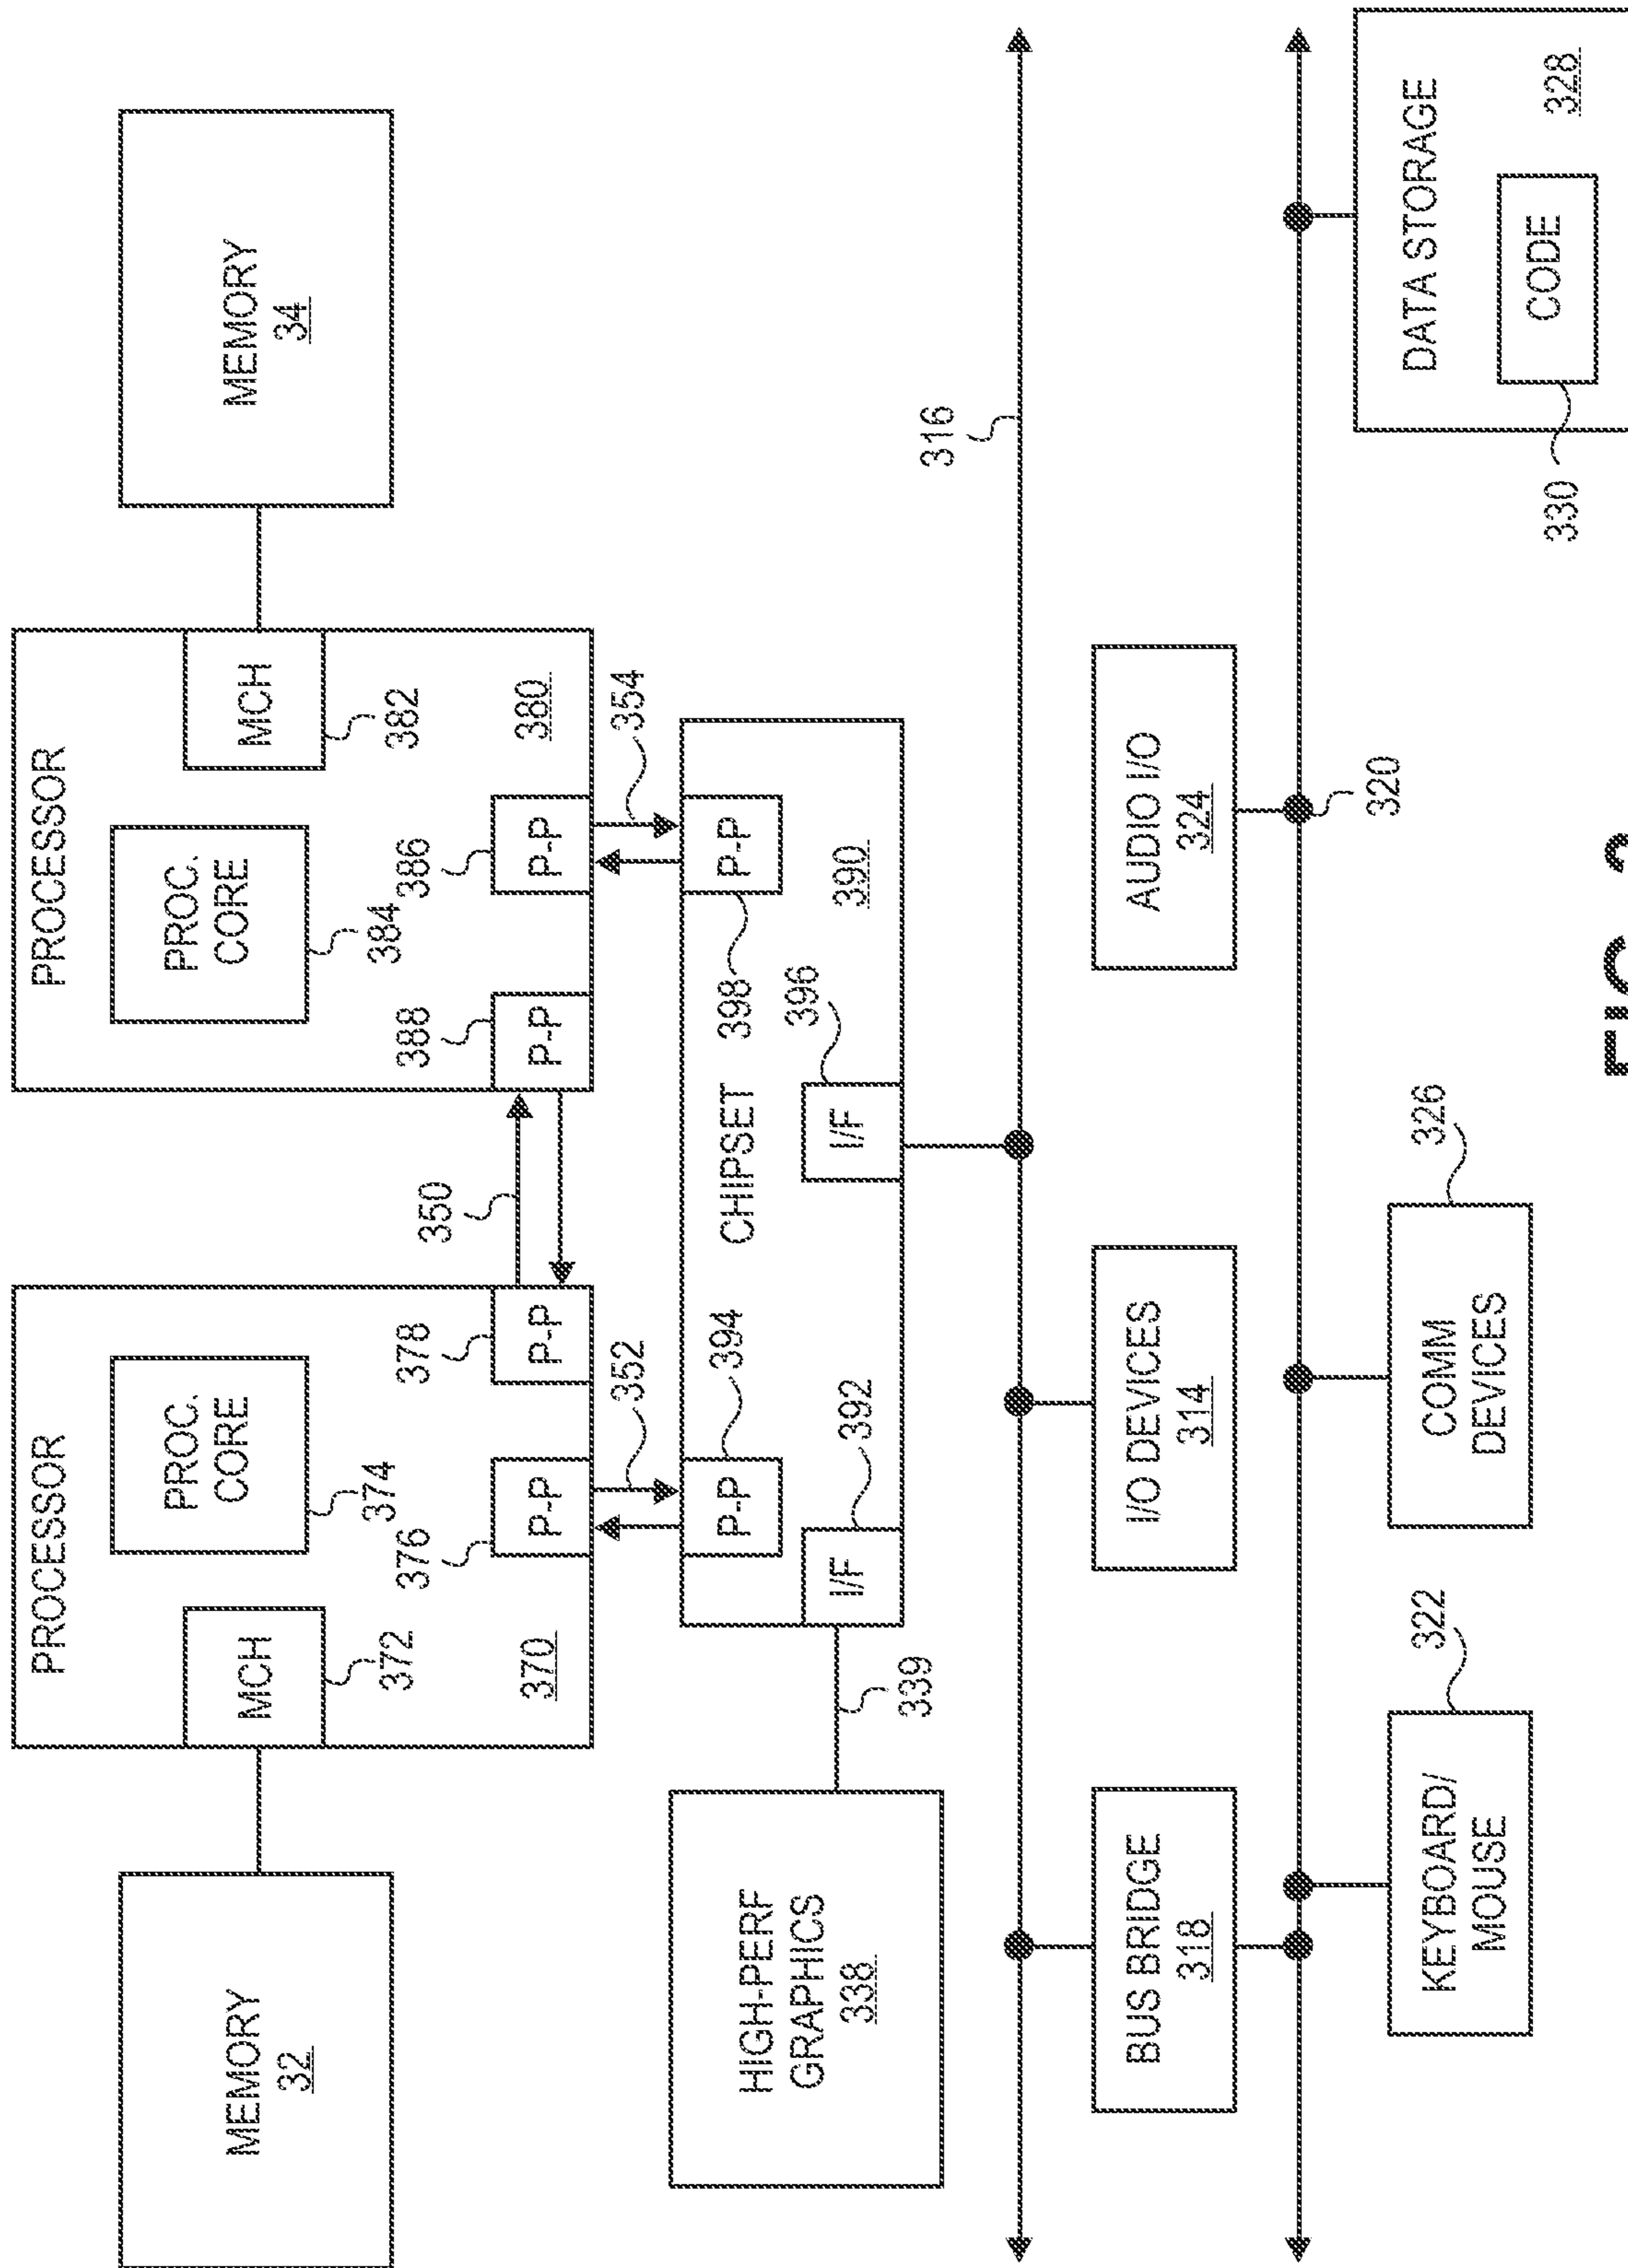 PROCESSOR
PROCESSOR
MEMORY
32
MCH
372
PROC.
CORE
374
PROC.
CORE
384
MCH
382
MEMORY
34
370
376
P-P
378
P-P
350
388
P-P
386
P-P
380
352
354
HIGH-PERF
GRAPHICS
338
339
P-P
394
CHIPSET
398
P-P
I/F
392
I/F
396
390
316
BUS BRIDGE
318
I/O DEVICES
314
AUDIO I/O
324
320
KEYBOARD/
MOUSE
322
COMM
DEVICES
326
DATA STORAGE
CODE
330
328